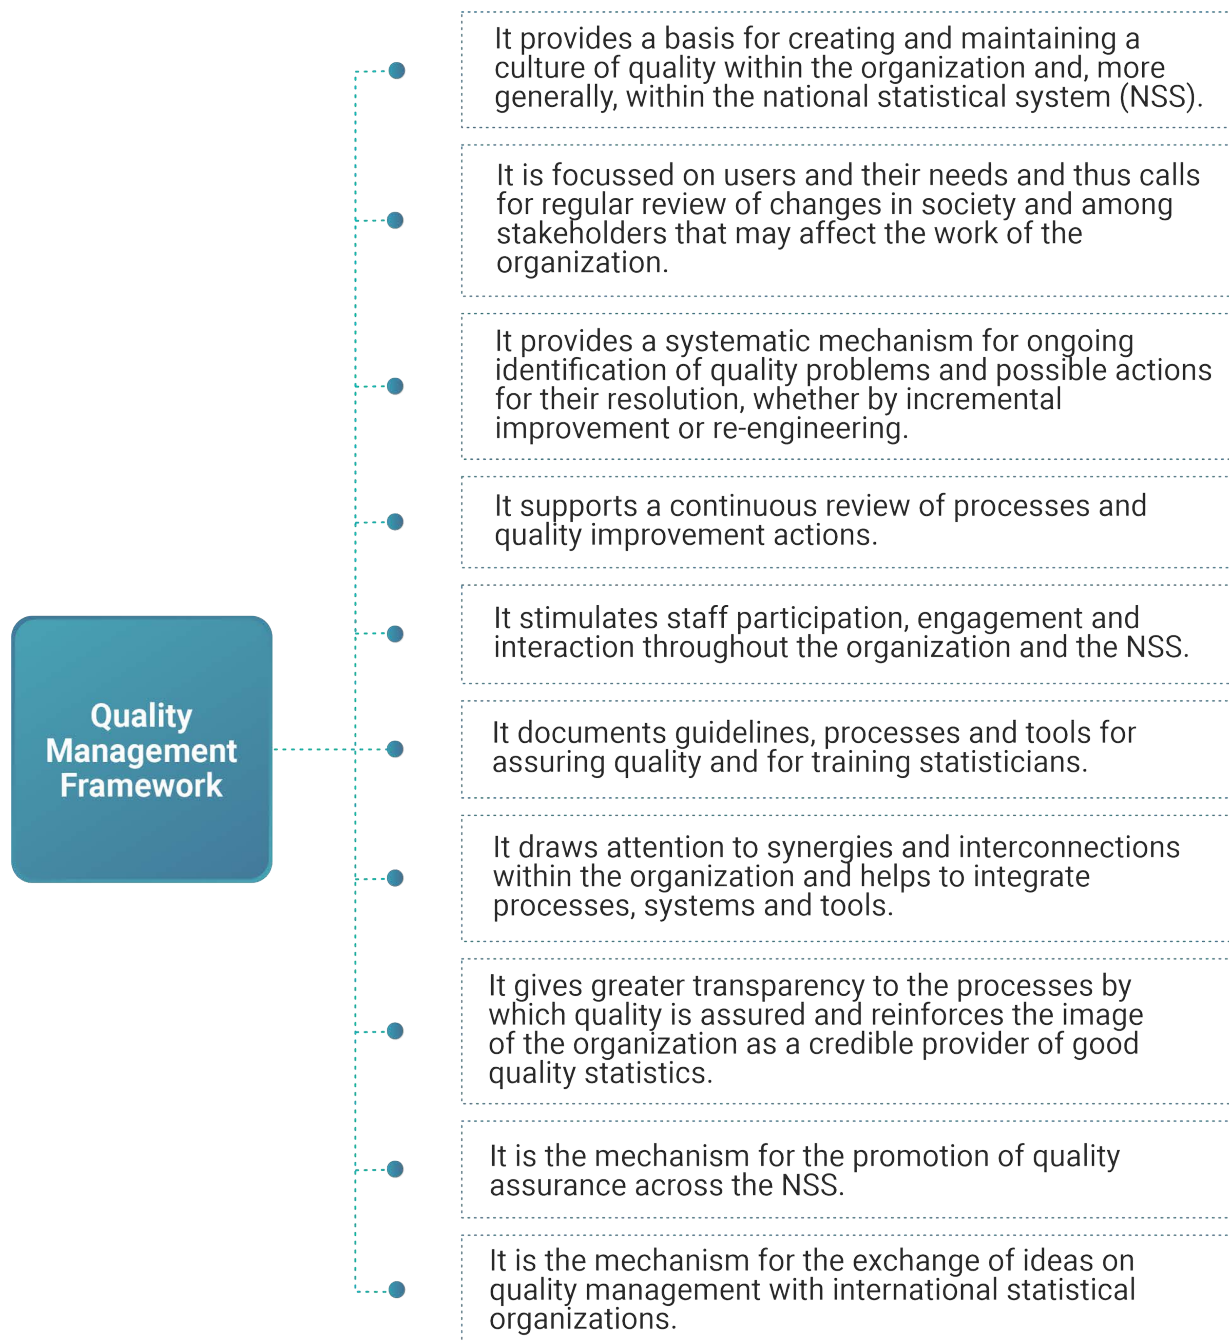 It provides a basis for creating and maintaining a
culture of quality within the organization and, more
generally, within the national statistical system (NSS).
It is focussed on users and their needs and thus calls
for regular review of changes in society and among
stakeholders that may affect the work of the
organization.
It provides a systematic mechanism for ongoing
identification of quality problems and possible actions
for their resolution, whether by incremental
improvement or re-engineering.
It supports a continuous review of processes and
quality improvement actions.
It stimulates staff participation, engagement and
interaction throughout the organization and the NSS.
Quality
Management
Framework
It documents guidelines, processes and tools for
assuring quality and for training statisticians.
It draws attention to synergies and interconnections
within the organization and helps to integrate
processes, systems and tools.
It gives greater transparency to the processes by
which quality is assured and reinforces the image
of the organization as a credible provider of good
quality statistics.
It is the mechanism for the promotion of quality
assurance across the NSS.
It is the mechanism for the exchange of ideas on
quality management with international statistical
organizations.